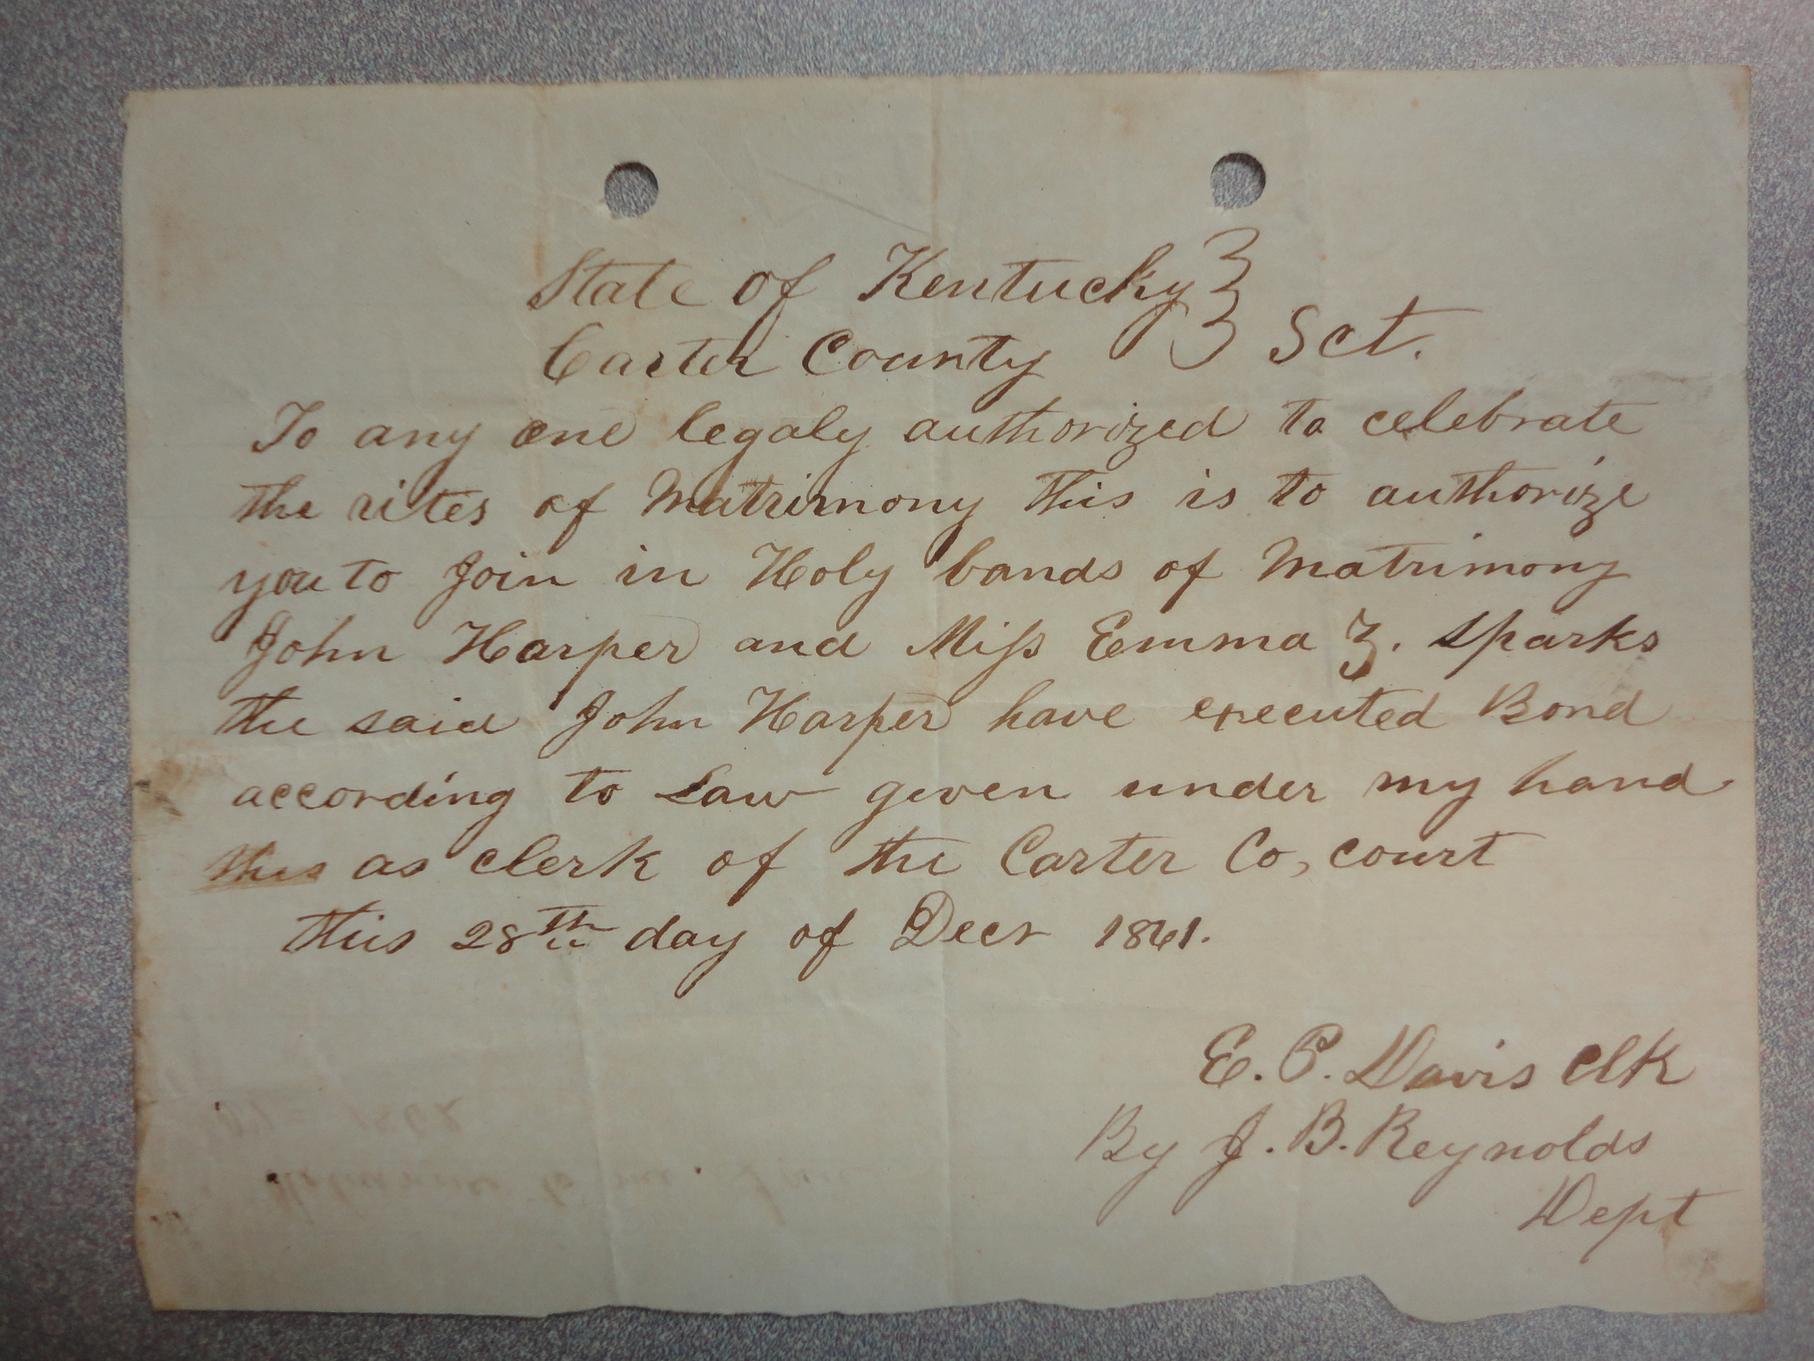 State of Kentucky }
Carter County } Sct.
To any one legaly authorized to celebrate
the rites of Matrimony this is to authorize
you to Join in Holy bands of Matrimony
John Harper and Miss Emma Z. Sparks
the said John Harper have executed Bond
according to Law given under my hand
this as clerk of the Carter Co, court
this 28th day of Decr 1861.
E. P. Davis Clk
By J. B. Reynolds
Dept